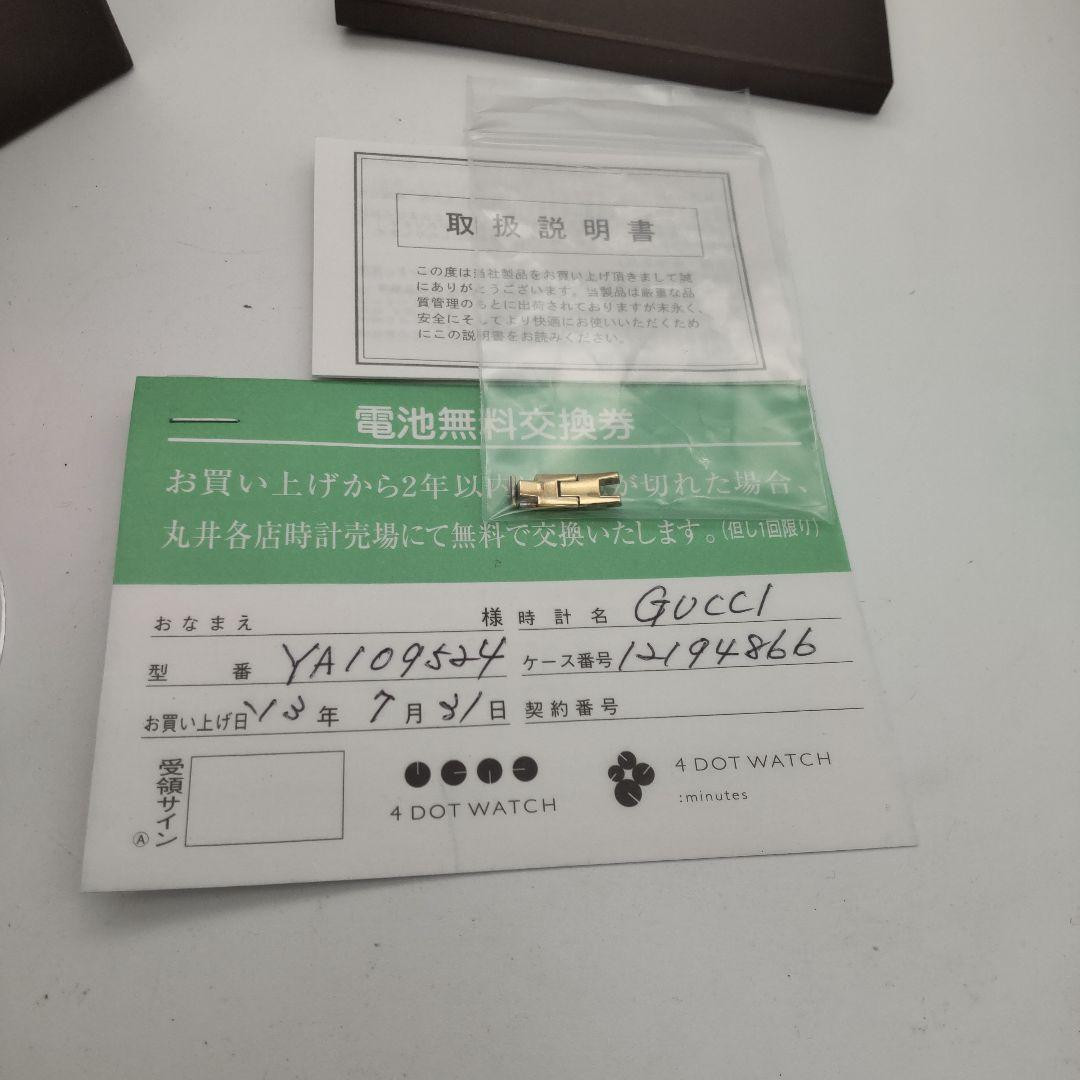 取扱説明書
この度は当社製品をお買い上げ頂きまして誠
にありがとうございます。当製品は厳重な品
質管理のもとに出荷されておりますが末永く、
安全にそしてより快適にお使いいただくため
にこの説明書をお読みください。
電池無料交換券
お買い上げから2年以内 が切れた場合、
丸井各店時計売場にて無料で交換いたします。(但し1回限り)
おなまえ 様 時計名 GUCCI
型番 YA109524 ケース番号 12194866
お買い上げ日 '13年 7月 31日 契約番号
受領サイン
Ⓐ
4 DOT WATCH
4 DOT WATCH
:minutes